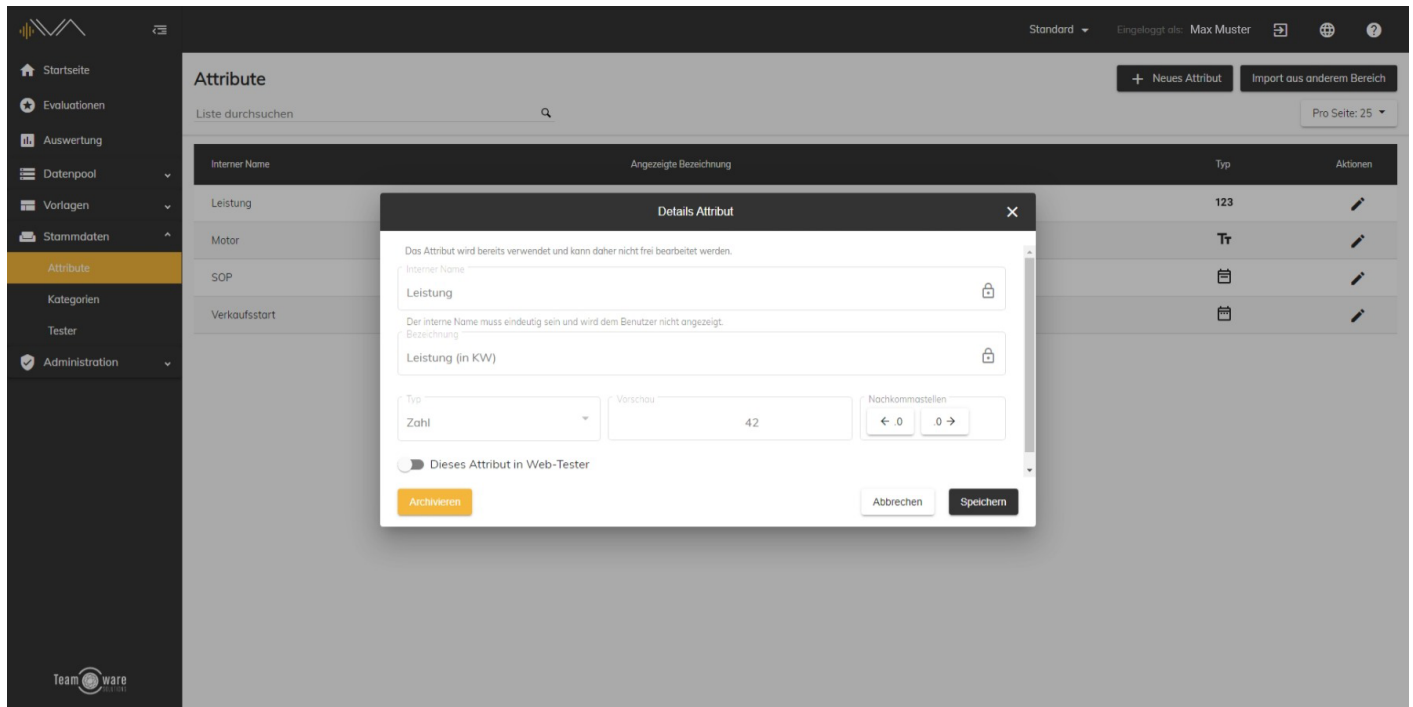 Standard
Eingeloggt als: Max Muster
Startseite
Evaluationen
Auswertung
Datenpool
Vorlagen
Stammdaten
Attribute
Kategorien
Tester
Administration
Team ware
SOLUTIONS
Attribute
+ Neues Attribut
Import aus anderem Bereich
Liste durchsuchen
Pro Seite: 25
Interner Name Angezeigte Bezeichnung Typ Aktionen
Leistung 123
Motor Tт
SOP
Verkaufsstart
Details Attribut
Das Attribut wird bereits verwendet und kann daher nicht frei bearbeitet werden.
Interner Name
Leistung
Der interne Name muss eindeutig sein und wird dem Benutzer nicht angezeigt.
Bezeichnung
Leistung (in KW)
Typ Vorschau Nachkommastellen
Zahl 42 ← .0 .0 →
Dieses Attribut in Web-Tester
Archivieren Abbrechen Speichern